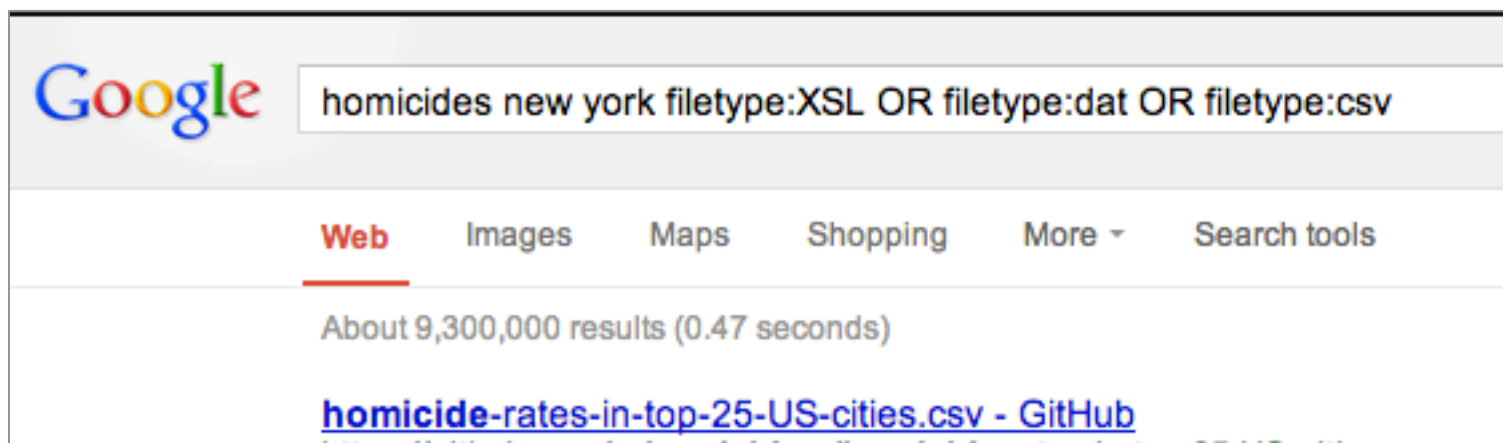 Google
homicides new york filetype:XSL OR filetype:dat OR filetype:csv
Web Images Maps Shopping More Search tools
About 9,300,000 results (0.47 seconds)
homicide-rates-in-top-25-US-cities.csv - GitHub